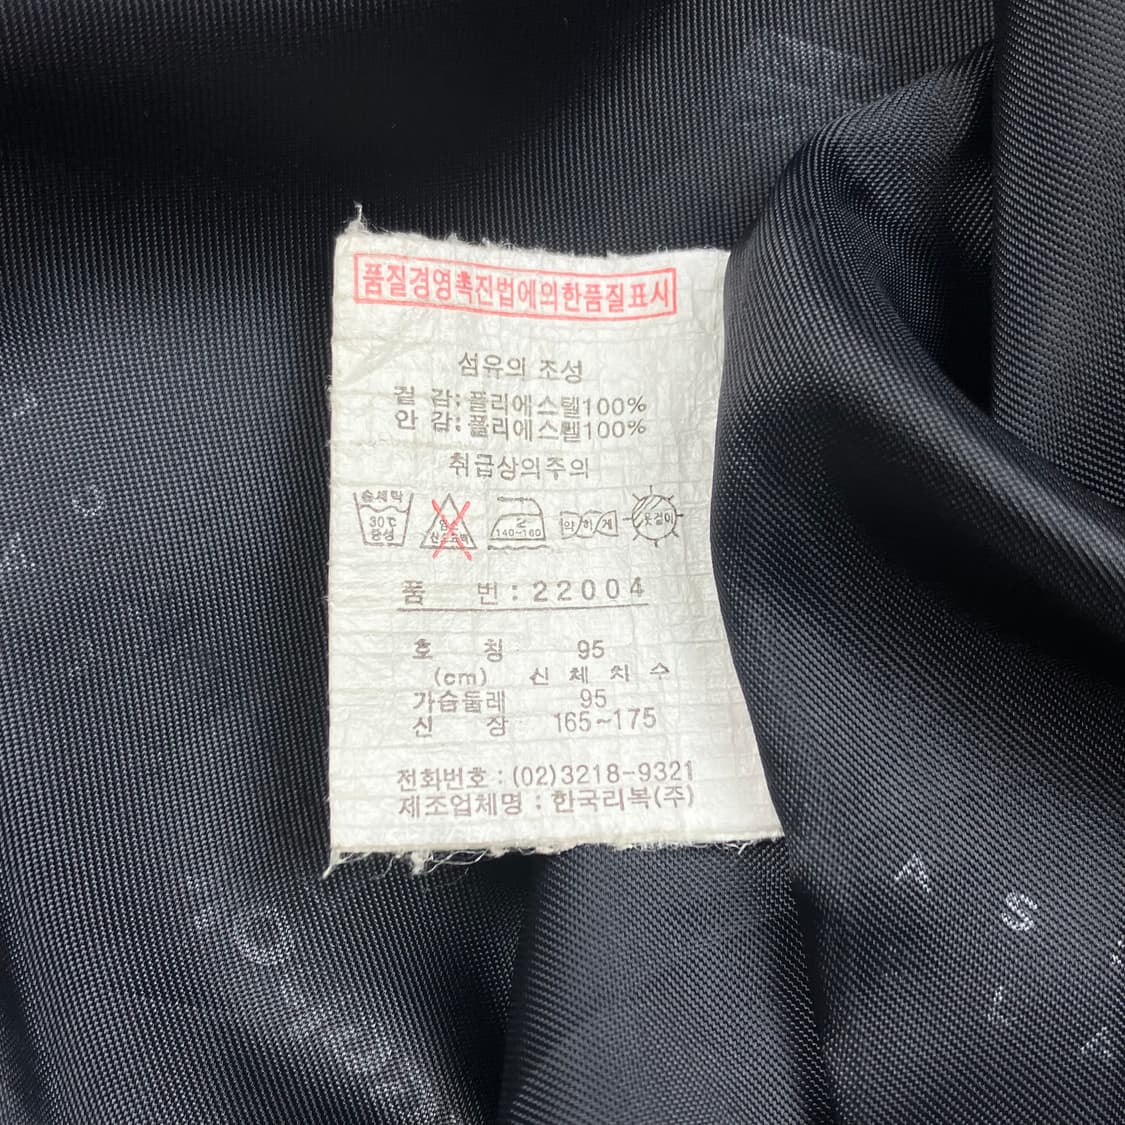 품질경영촉진법에의한품질표시
섬유의 조성
겉 감: 폴리에스텔100%
안 감: 폴리에스텔100%
취급상의주의
손세탁
30℃
중성
140~160
약하게
옷걸이
품 번: 22004
호 칭 95
(cm) 신 체 치 수
가슴둘레 95
신 장 165~175
전화번호 : (02)3218-9321
제조업체명 : 한국리복(주)